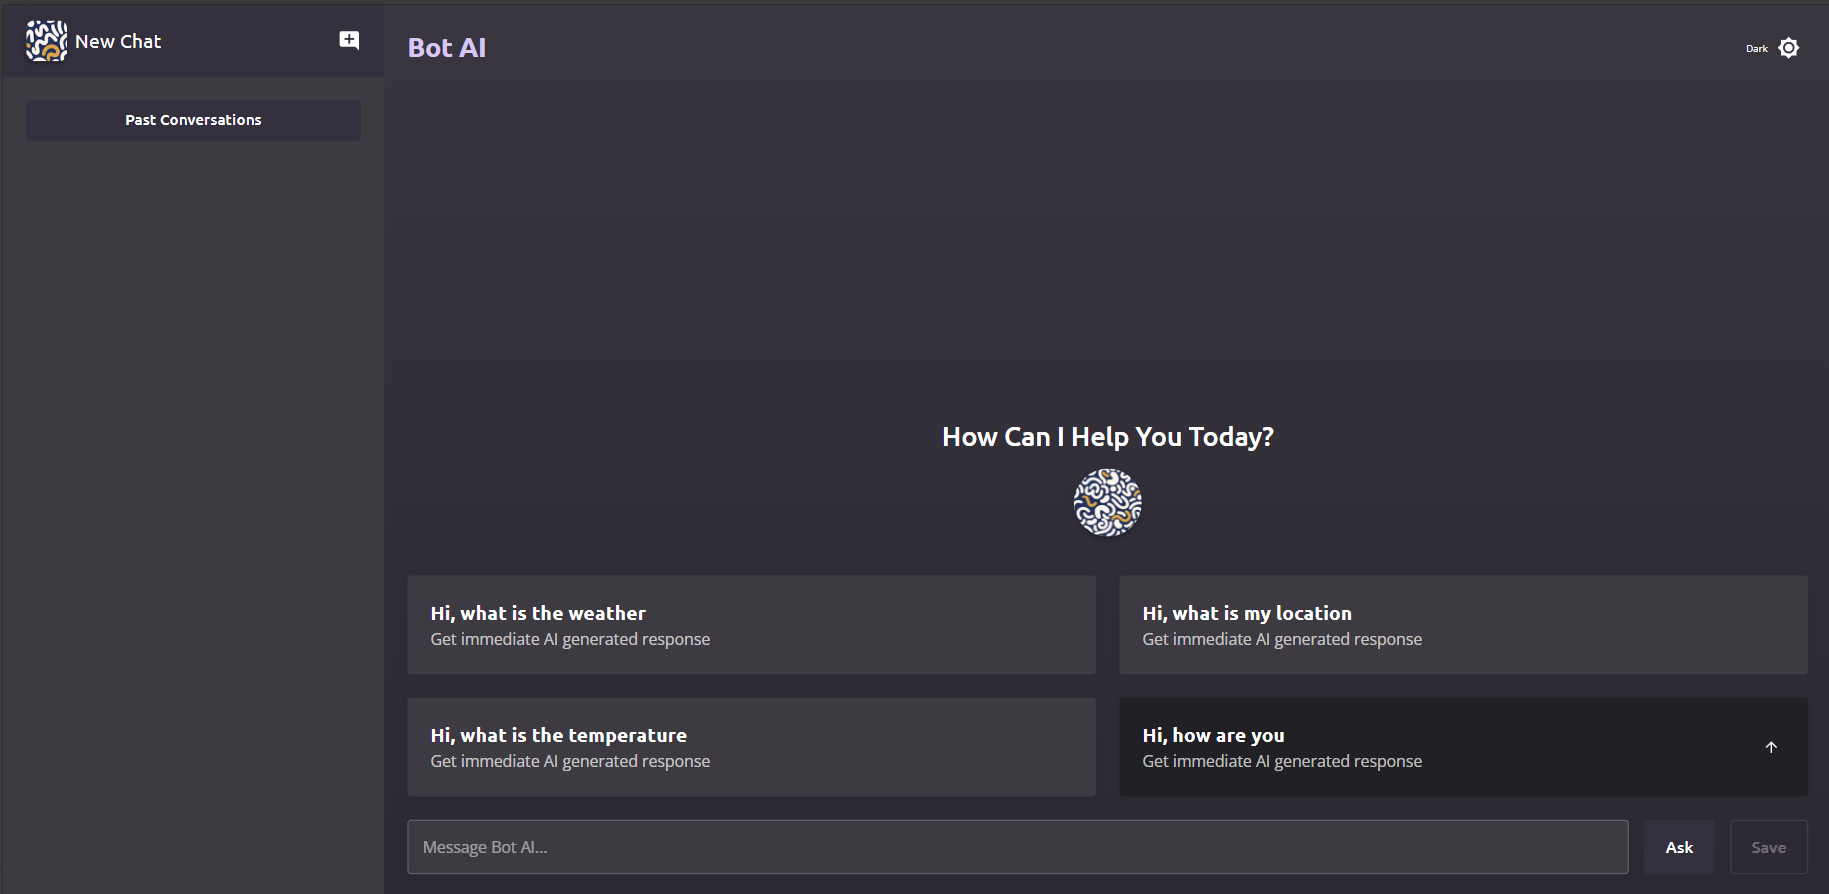 New Chat
Past Conversations
Bot AI
Dark
How Can I Help You Today?
Hi, what is the weather
Get immediate AI generated response
Hi, what is my location
Get immediate AI generated response
Hi, what is the temperature
Get immediate AI generated response
Hi, how are you
Get immediate AI generated response
Message Bot AI...
Ask
Save